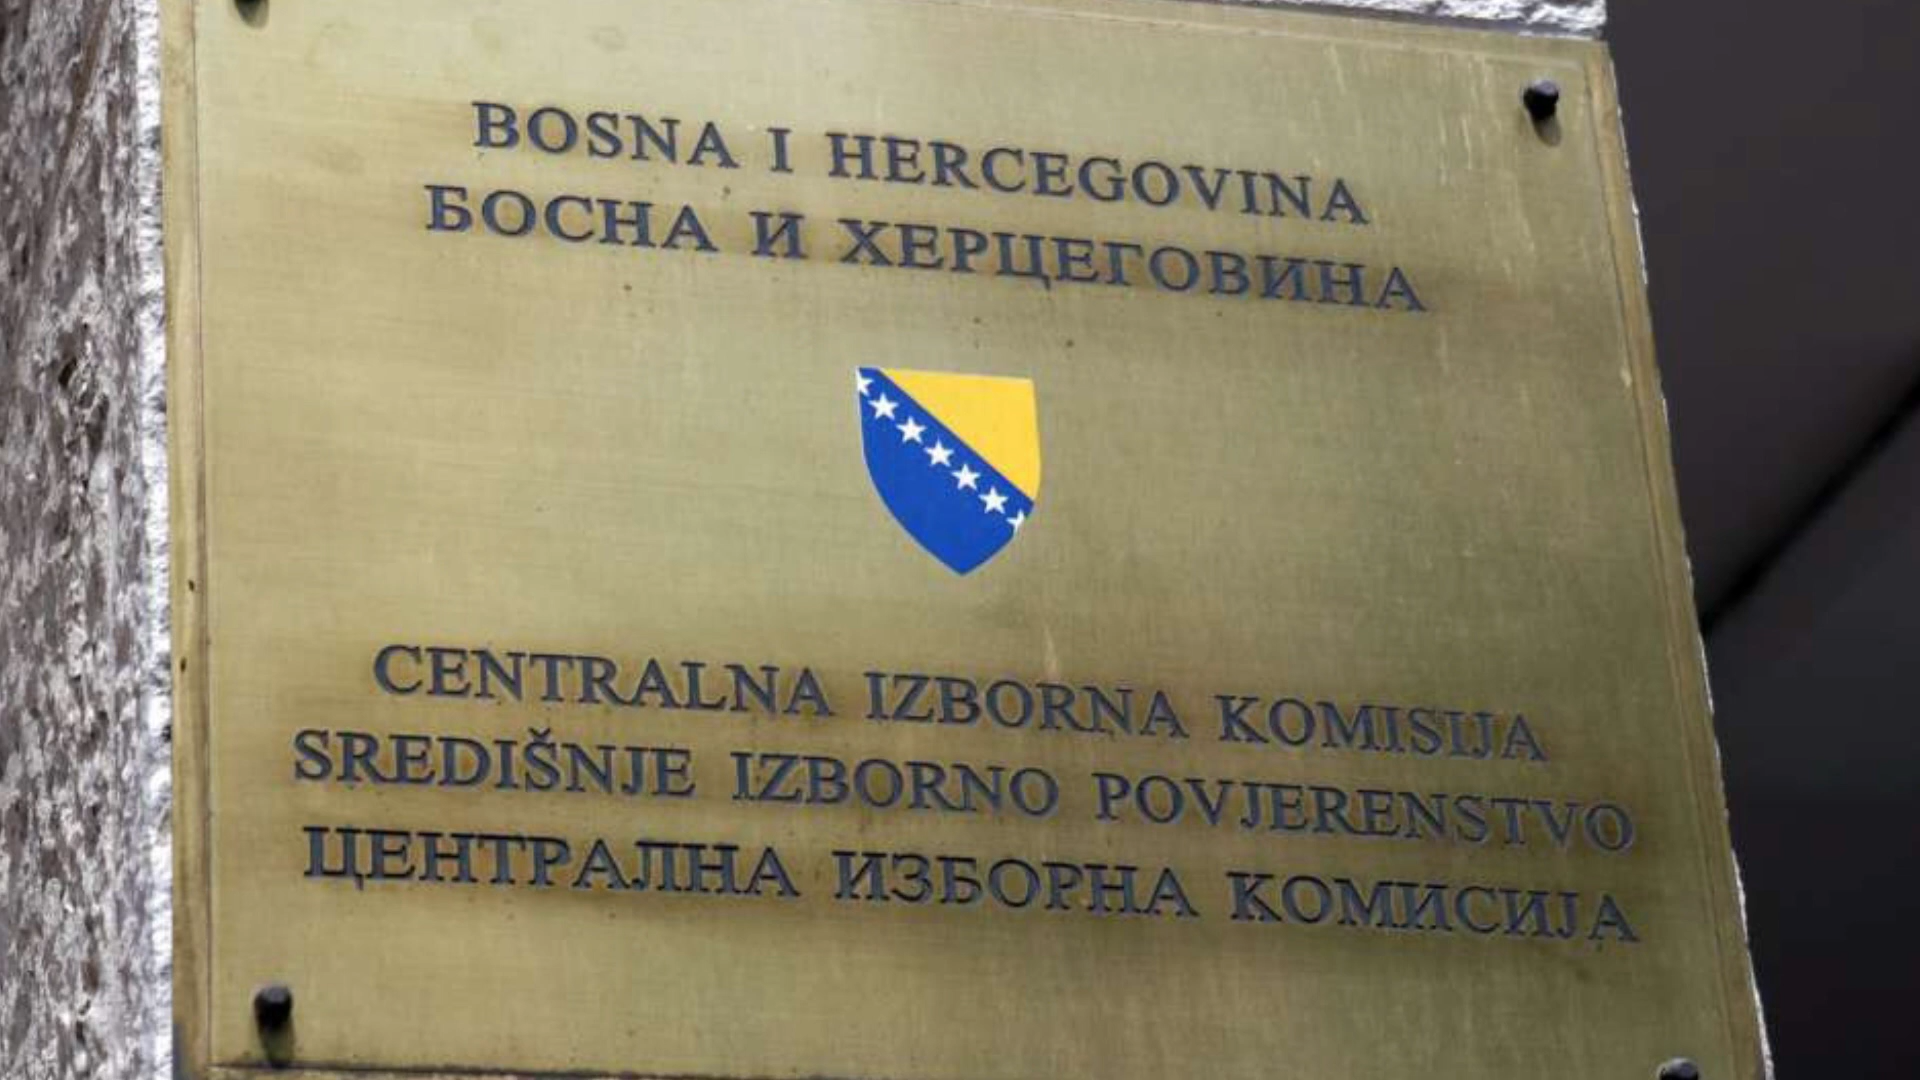 BOSNA I HERCEGOVINA
БОСНА И ХЕРЦЕГОВИНА
CENTRALNA IZBORNA KOMISIJA
SREDIŠNJE IZBORNO POVJERENSTVO
ЦЕНТРАЛНА ИЗБОРНА КОМИСИЈА